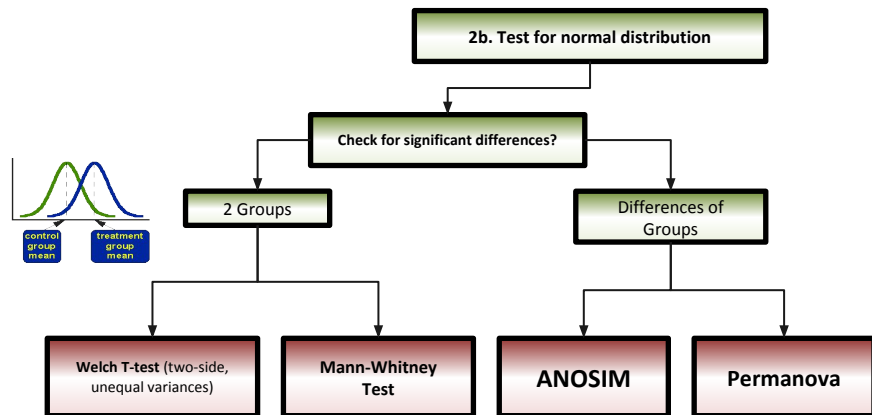 2b. Test for normal distribution
Check for significant differences?
2 Groups
Differences of
Groups
control
group
mean
treatment
group
mean
Welch T-test (two-side,
unequal variances)
Mann-Whitney
Test
ANOSIM
Permanova